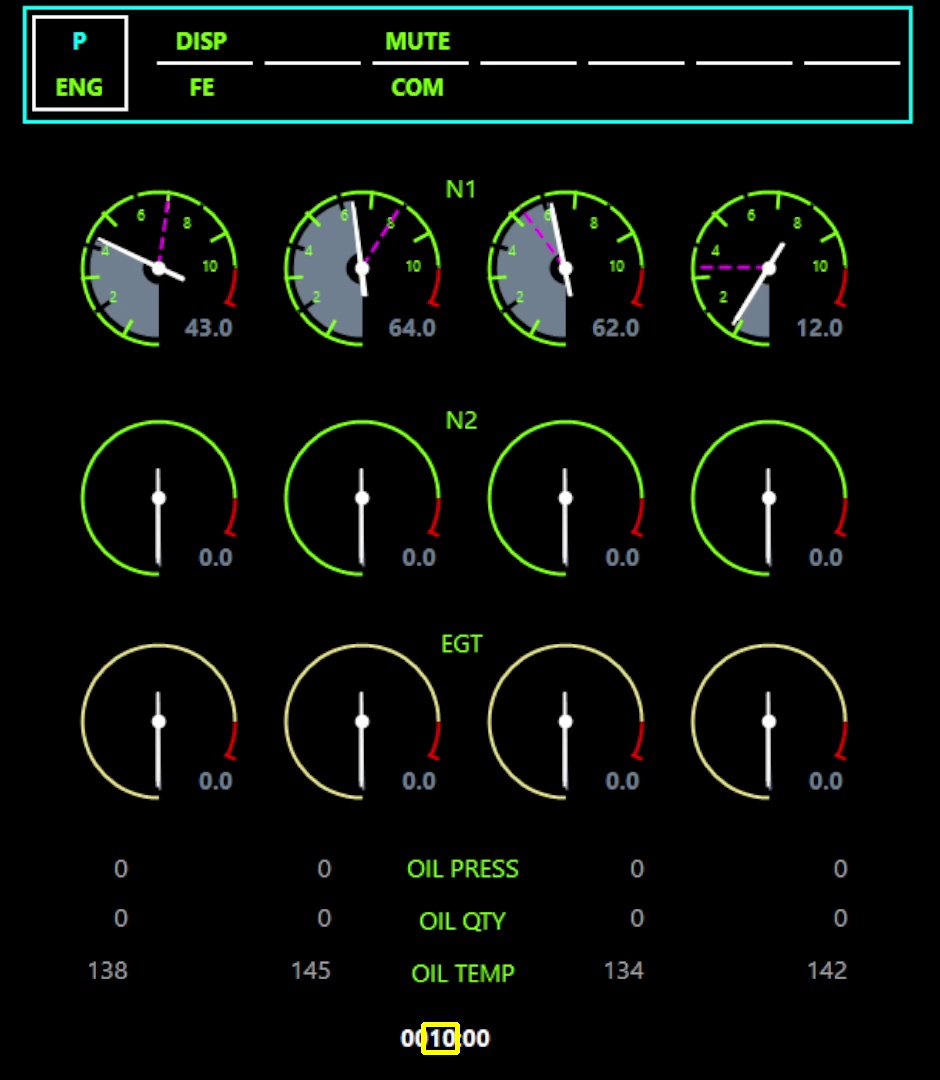 P DISP MUTE
ENG FE COM
N1
6 8 6 8 6 8 6 8
4 10 4 10 4 10 4 10
2 2 2 2
43.0 64.0 62.0 12.0
N2
0.0 0.0 0.0 0.0
EGT
0.0 0.0 0.0 0.0
0 0 OIL PRESS 0 0
0 0 OIL QTY 0 0
138 145 OIL TEMP 134 142
0010:00